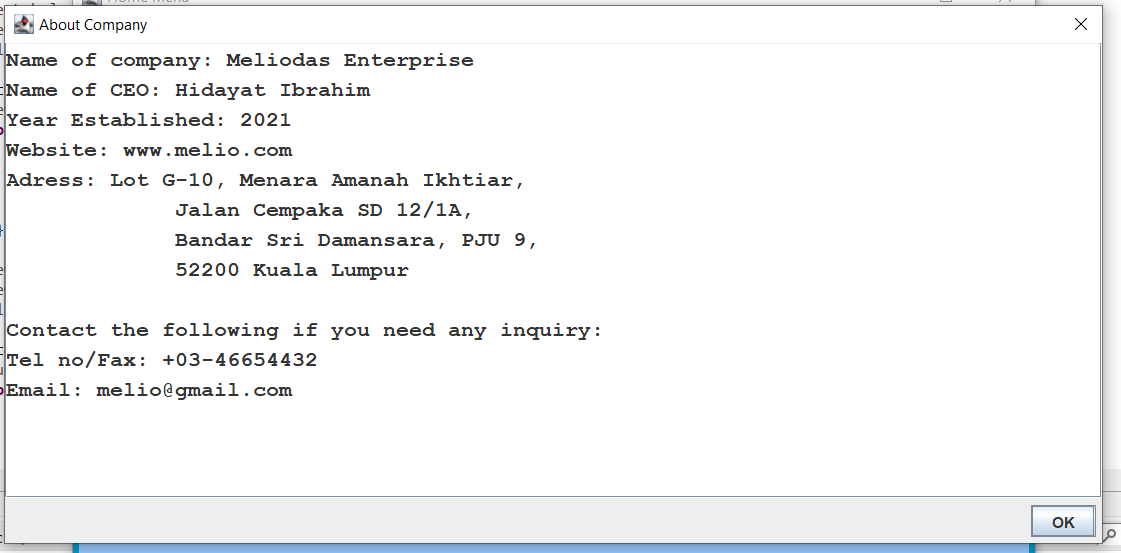 Home Menu
About Company
Name of company: Meliodas Enterprise
Name of CEO: Hidayat Ibrahim
Year Established: 2021
Website: www.melio.com
Adress: Lot G-10, Menara Amanah Ikhtiar,
Jalan Cempaka SD 12/1A,
Bandar Sri Damansara, PJU 9,
52200 Kuala Lumpur
Contact the following if you need any inquiry:
Tel no/Fax: +03-46654432
Email: melio@gmail.com
OK